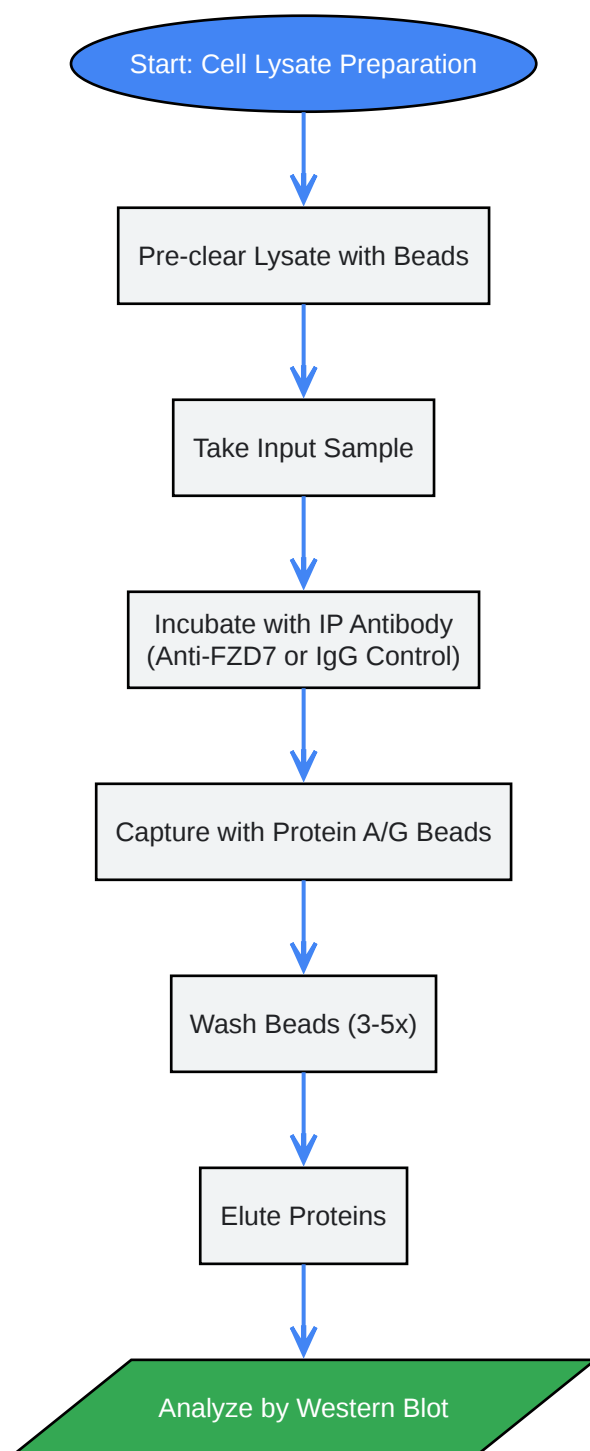 Start: Cell Lysate Preparation
Pre-clear Lysate with Beads
Take Input Sample
Incubate with IP Antibody
(Anti-FZD7 or IgG Control)
Capture with Protein A/G Beads
Wash Beads (3-5x)
Elute Proteins
Analyze by Western Blot